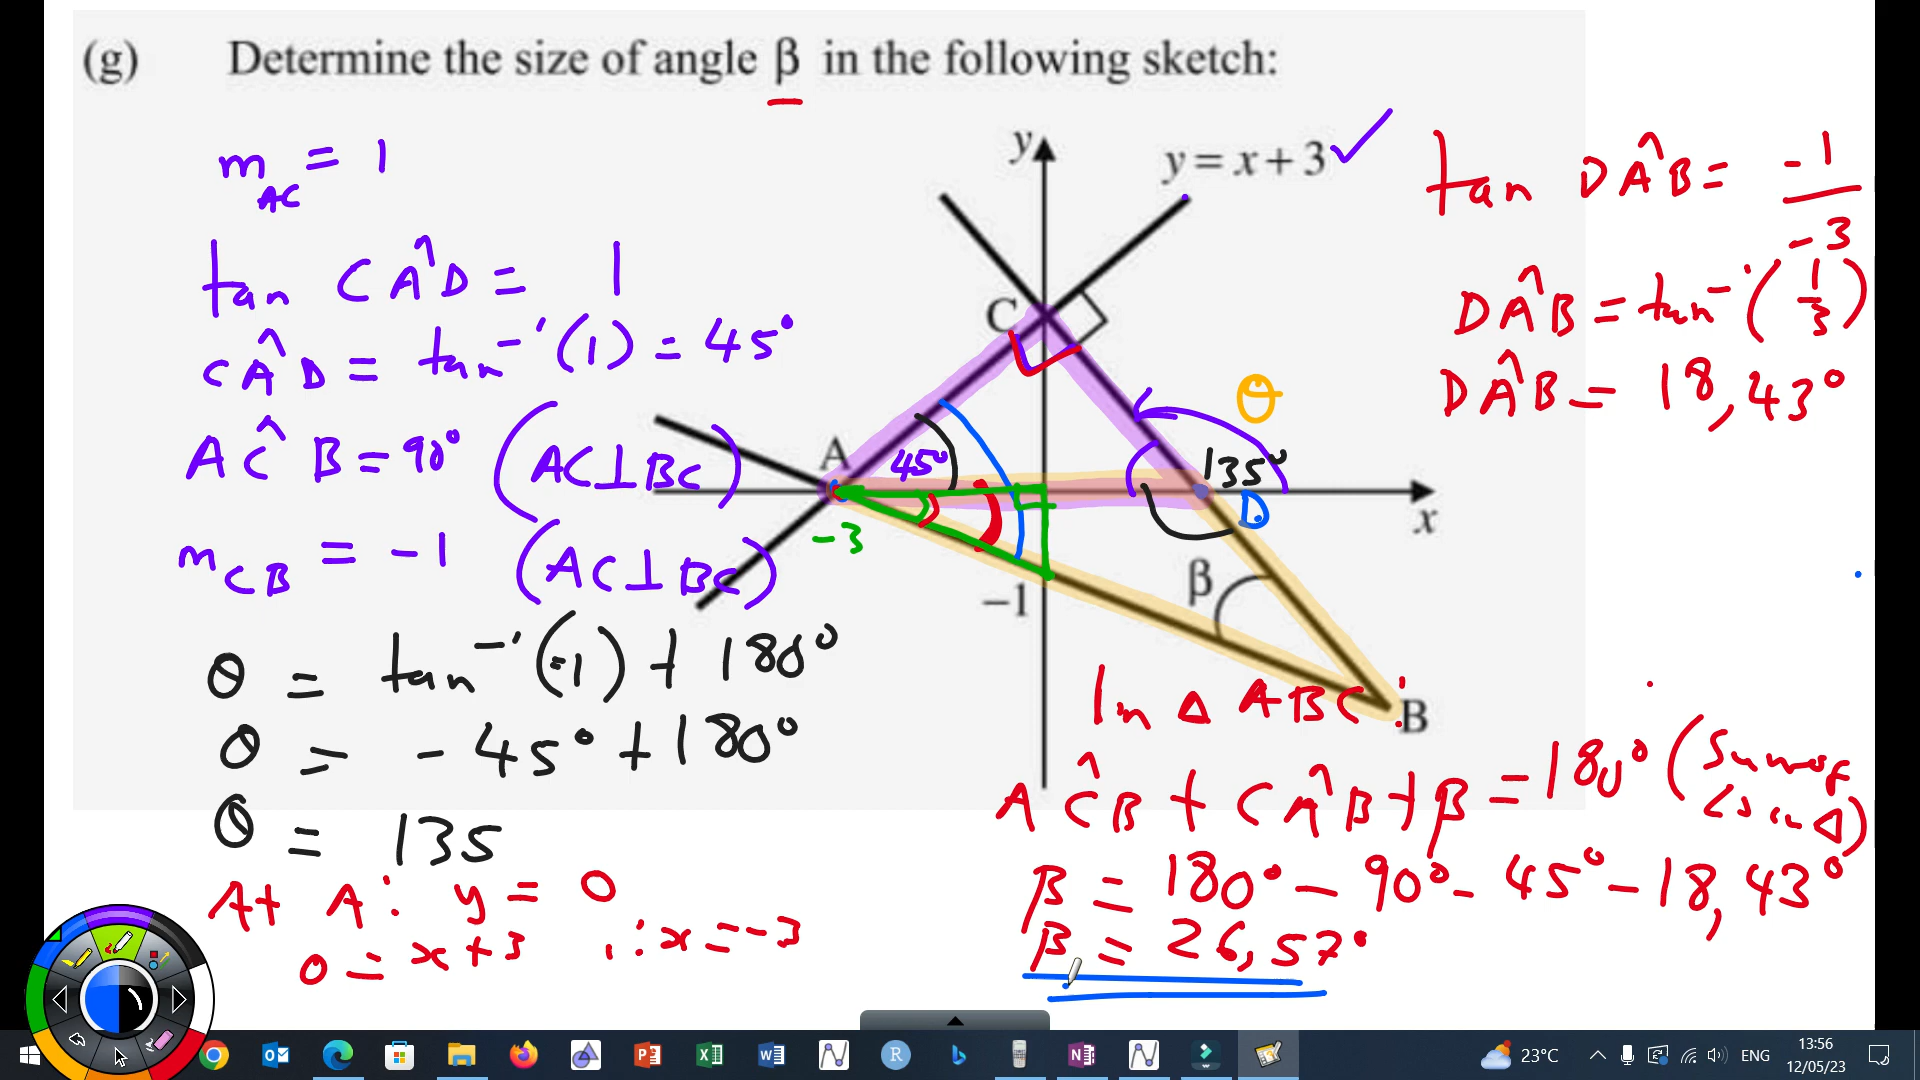 (g) Determine the size of angle β in the following sketch:
m_AC = 1
tan CÂD = 1
CÂD = tan⁻¹(1) = 45°
AĈB = 90° (AC⊥BC)
m_CB = -1 (AC⊥BC)
θ = tan⁻¹(-1) + 180°
θ = -45° + 180°
θ = 135
At A: y = 0
0 = x+3 ∴ x = -3
y
y = x + 3
C
A
45°
θ
135°
D
x
-3
−1
β
B
tan DÂB = -1/-3
DÂB = tan⁻¹(1/3)
DÂB = 18,43°
In Δ ABC:
AĈB + CÂB + β = 180° (Sum of ∠s in Δ)
β = 180° - 90° - 45° - 18,43°
β = 26,57°
23°C
ENG
13:56
12/05/23